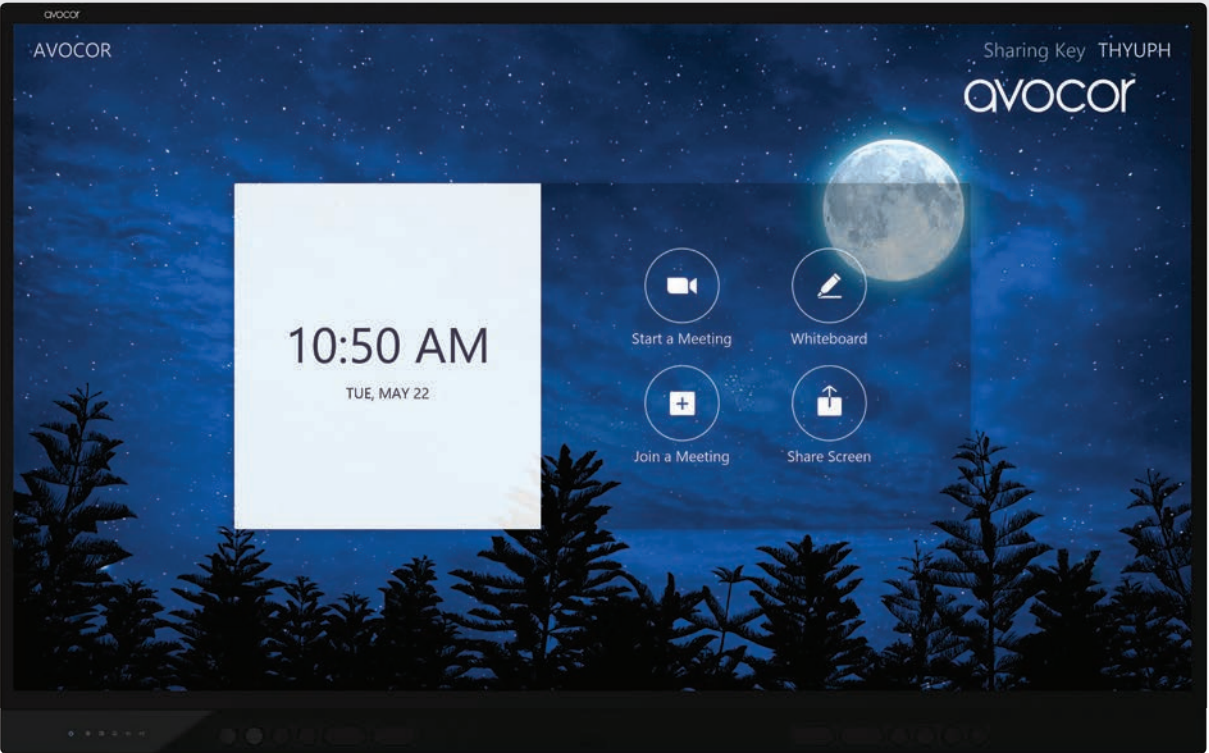 avocor
AVOCOR
Sharing Key THYUPH
avocor
10:50 AM
TUE, MAY 22
Start a Meeting
Whiteboard
Join a Meeting
Share Screen